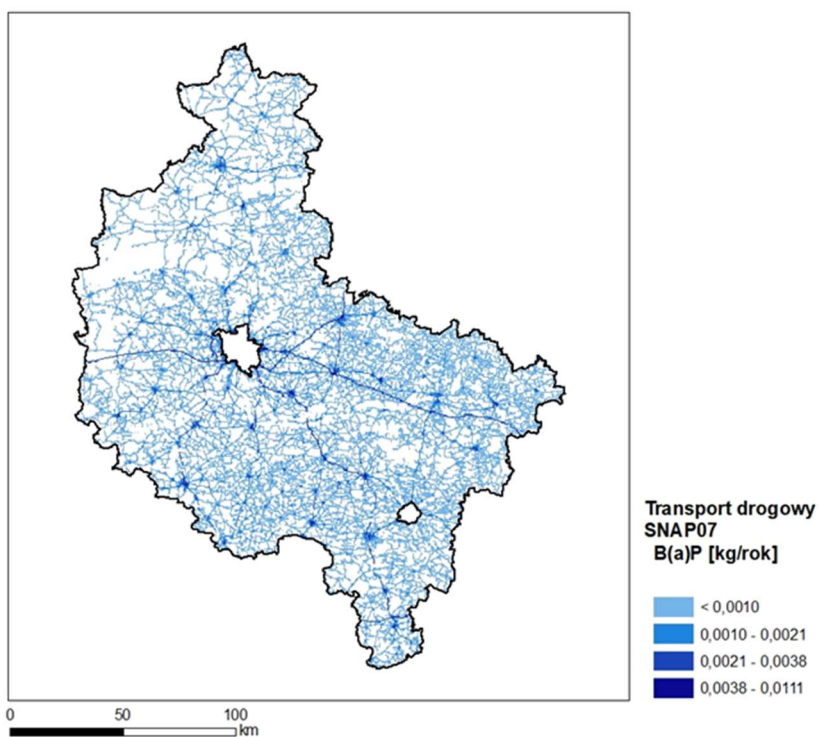 Transport drogowy
SNAP07
B(a)P [kg/rok]
< 0,0010
0,0010 - 0,0021
0,0021 - 0,0038
0,0038 - 0,0111
0 50 100
km